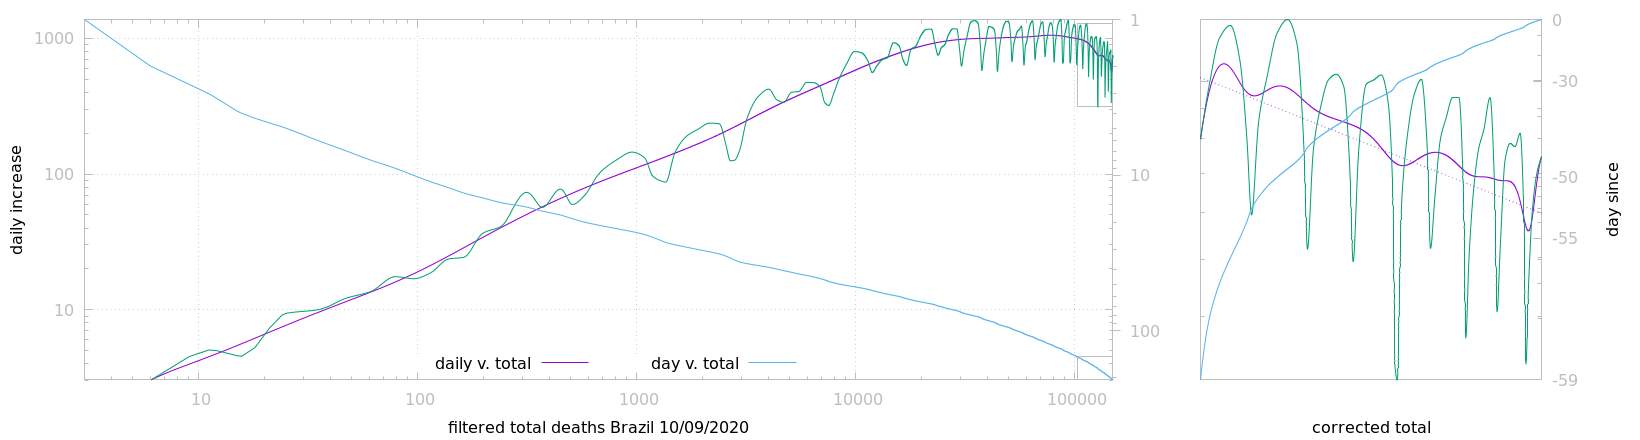 daily increase
1000
100
10
10
100
1000
10000
100000
1
10
100
daily v. total
day v. total
filtered total deaths Brazil 10/09/2020
0
-30
-50
-55
-59
day since
corrected total